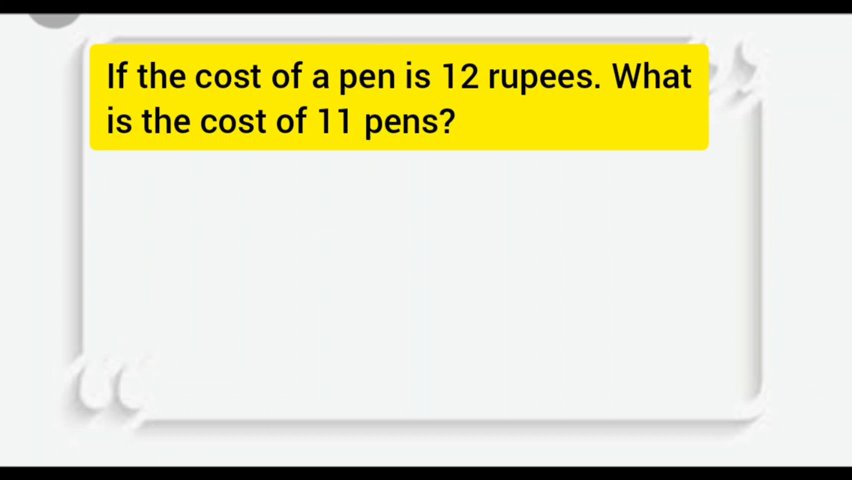 If the cost of a pen is 12 rupees. What
is the cost of 11 pens?